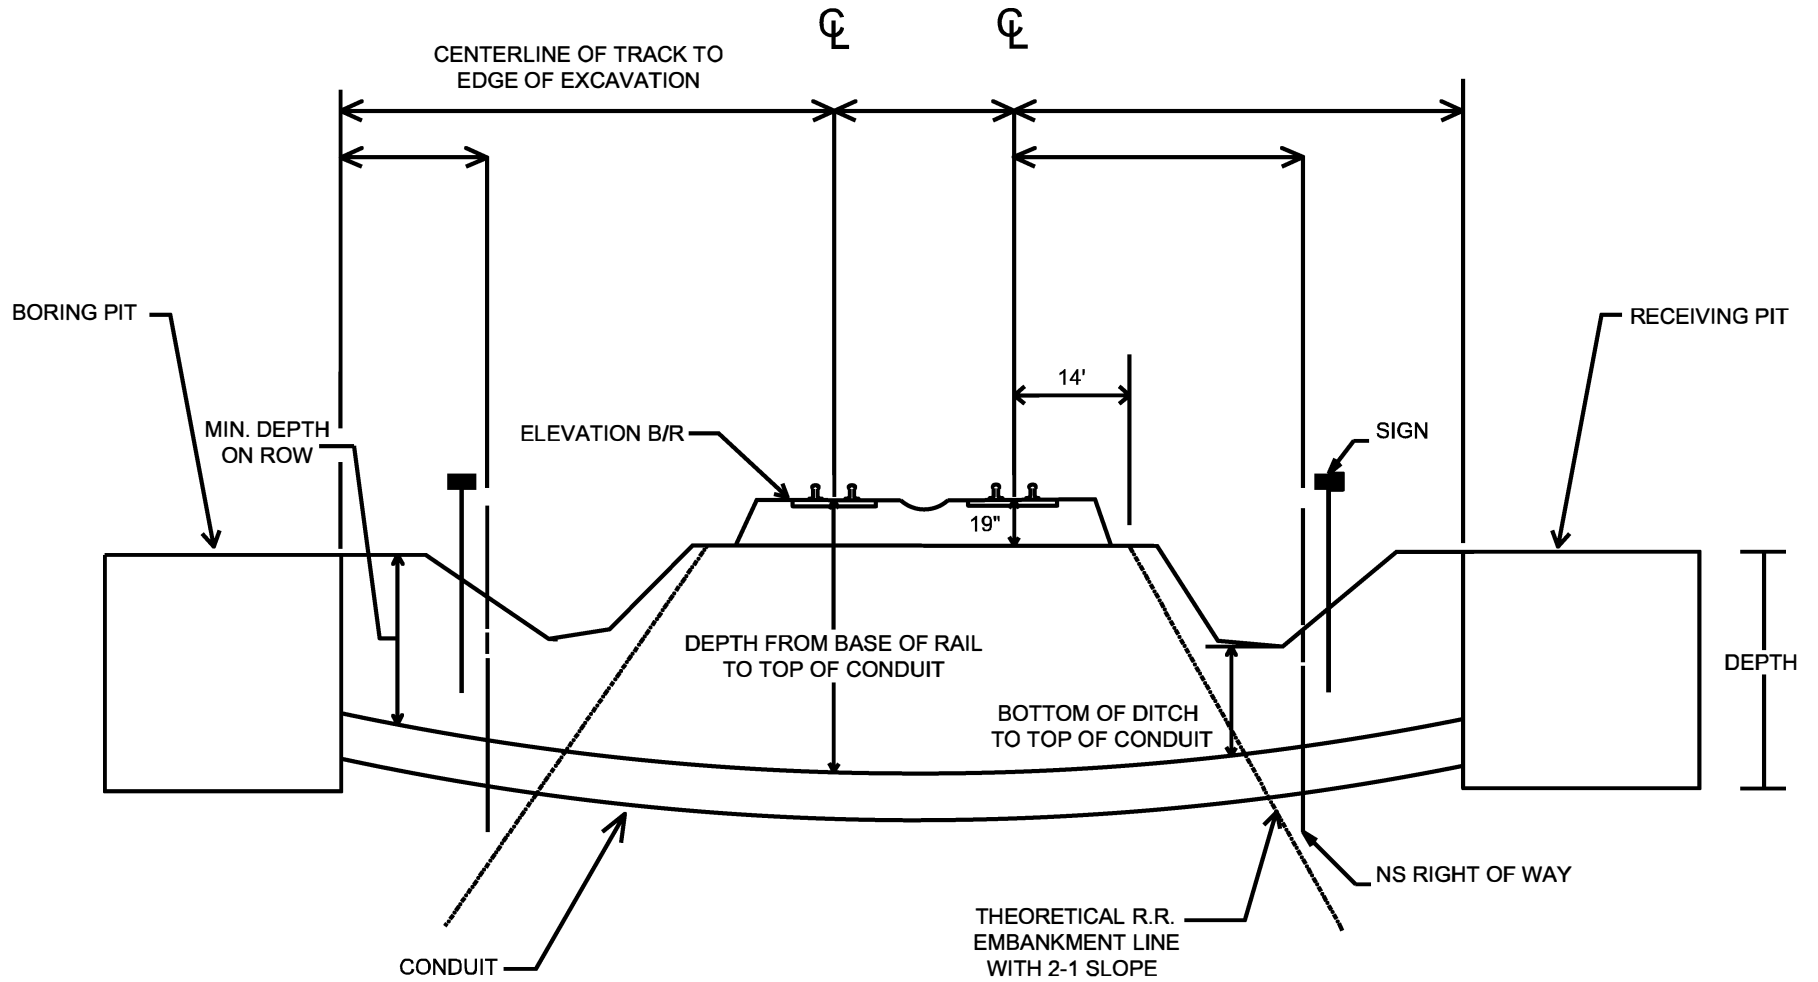 ℄ ℄
CENTERLINE OF TRACK TO
EDGE OF EXCAVATION
BORING PIT
RECEIVING PIT
14'
MIN. DEPTH
ON ROW
ELEVATION B/R
SIGN
19"
DEPTH FROM BASE OF RAIL
TO TOP OF CONDUIT
DEPTH
BOTTOM OF DITCH
TO TOP OF CONDUIT
NS RIGHT OF WAY
THEORETICAL R.R.
EMBANKMENT LINE
WITH 2-1 SLOPE
CONDUIT